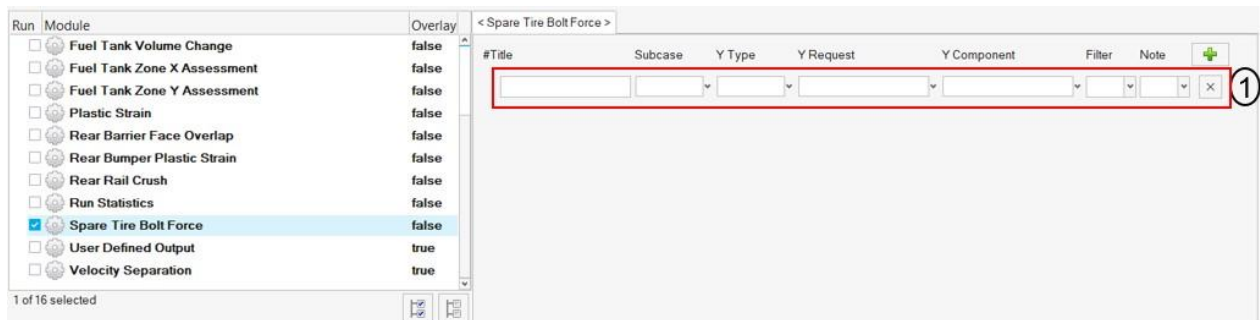 Run Module Overlay
Fuel Tank Volume Change false
Fuel Tank Zone X Assessment false
Fuel Tank Zone Y Assessment false
Plastic Strain false
Rear Barrier Face Overlap false
Rear Bumper Plastic Strain false
Rear Rail Crush false
Run Statistics false
Spare Tire Bolt Force false
User Defined Output true
Velocity Separation true
1 of 16 selected
< Spare Tire Bolt Force >
#Title Subcase Y Type Y Request Y Component Filter Note
1